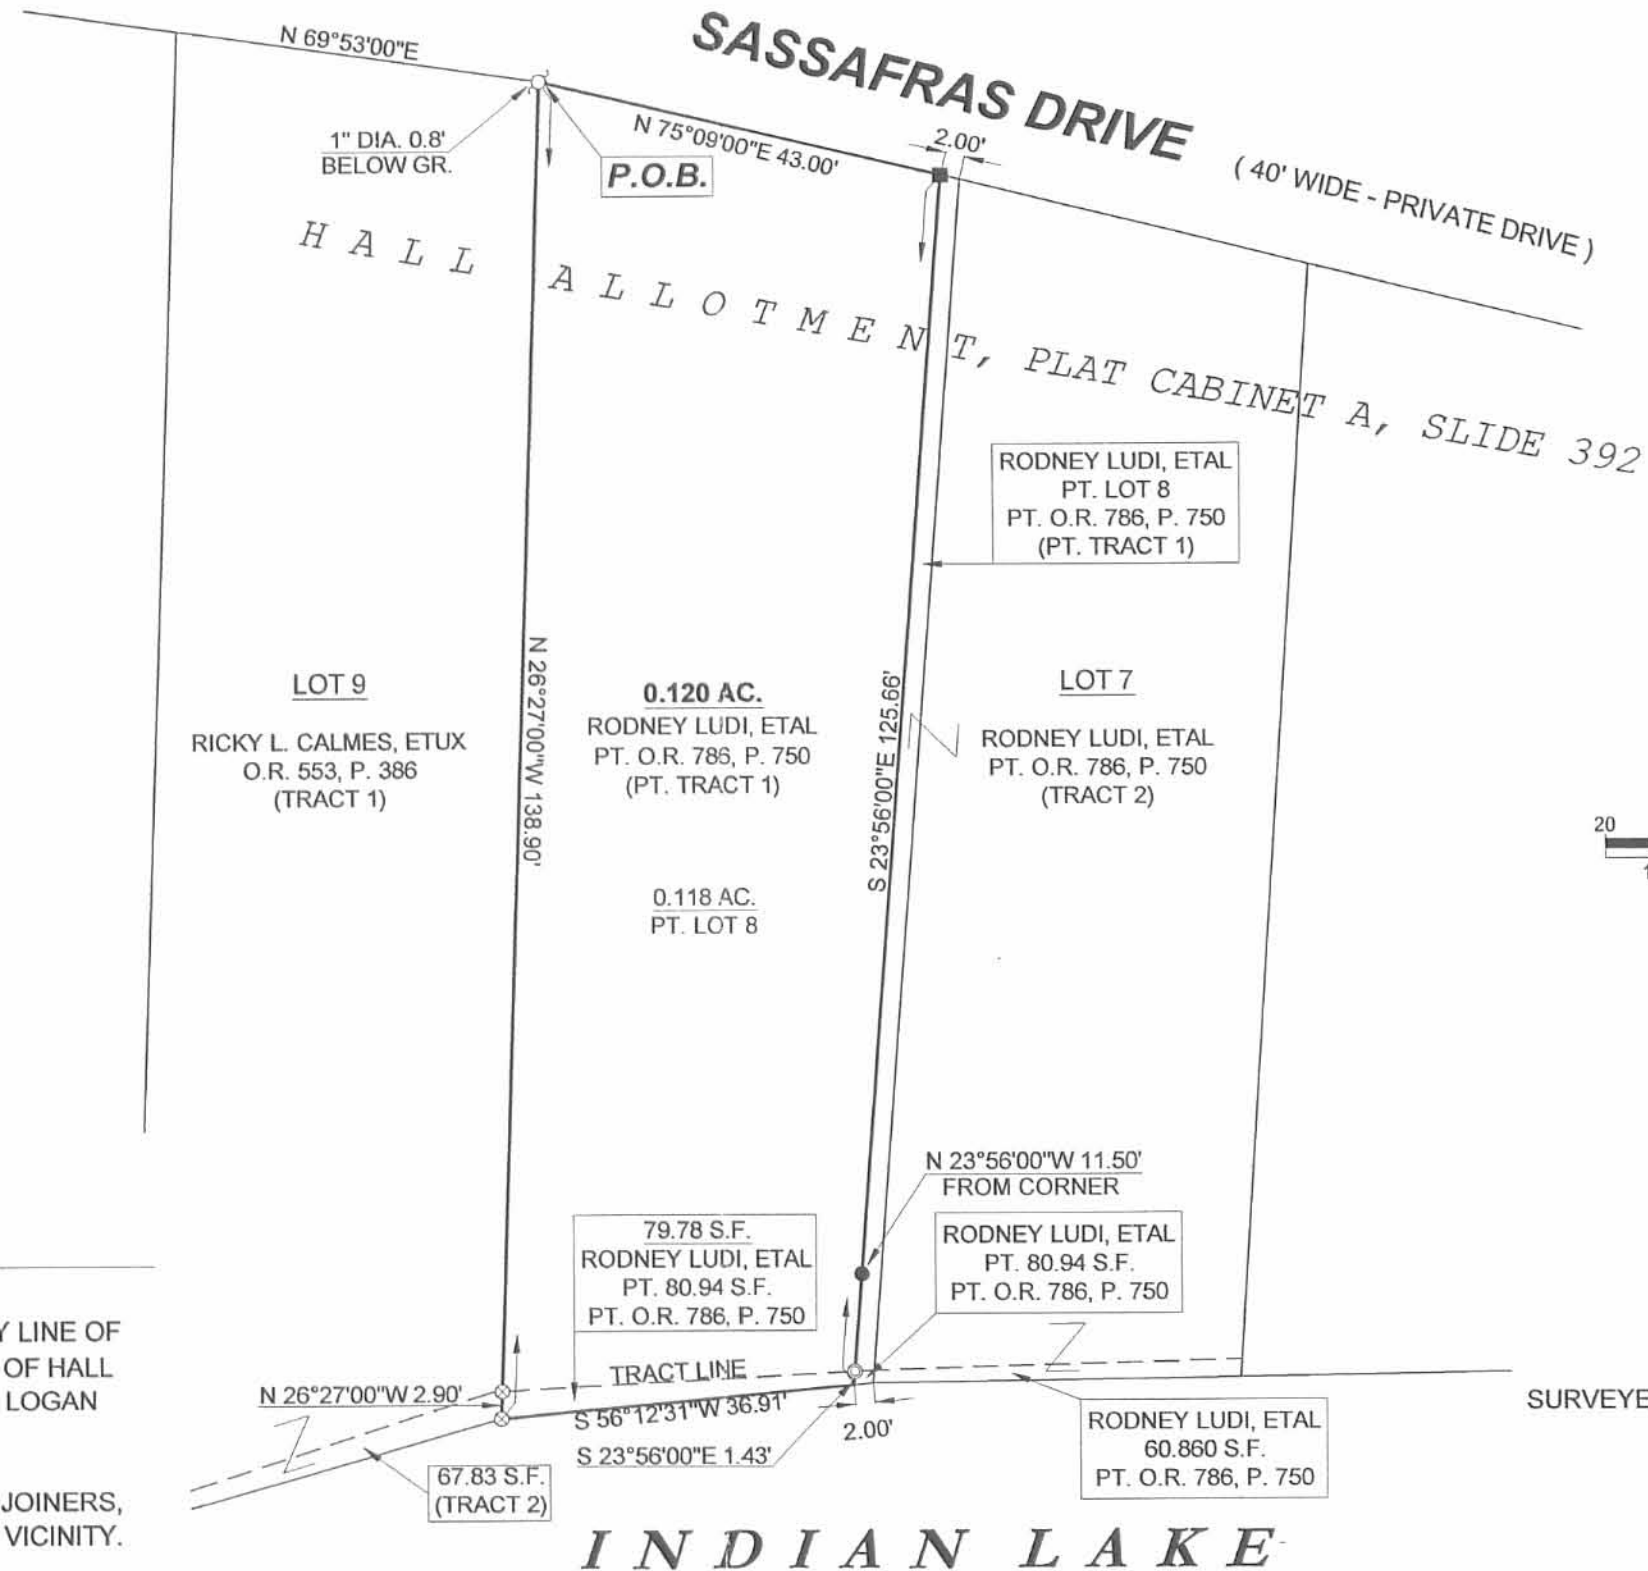 SASSAFRAS DRIVE
( 40' WIDE - PRIVATE DRIVE )
N 69°53'00"E
1" DIA. 0.8'
BELOW GR.
P.O.B.
N 75°09'00"E 43.00'
2.00'
HALL ALLOTMENT, PLAT CABINET A, SLIDE 392
RODNEY LUDI, ETAL
PT. LOT 8
PT. O.R. 786, P. 750
(PT. TRACT 1)
LOT 9
RICKY L. CALMES, ETUX
O.R. 553, P. 386
(TRACT 1)
N 26°27'00"W 138.90'
0.120 AC.
RODNEY LUDI, ETAL
PT. O.R. 786, P. 750
(PT. TRACT 1)
0.118 AC.
PT. LOT 8
S 23°56'00"E 125.66'
LOT 7
RODNEY LUDI, ETAL
PT. O.R. 786, P. 750
(TRACT 2)
20
N 23°56'00"W 11.50'
FROM CORNER
79.78 S.F.
RODNEY LUDI, ETAL
PT. 80.94 S.F.
PT. O.R. 786, P. 750
RODNEY LUDI, ETAL
PT. 80.94 S.F.
PT. O.R. 786, P. 750
Y LINE OF
OF HALL
LOGAN
TRACT LINE
N 26°27'00"W 2.90'
S 56°12'31"W 36.91'
S 23°56'00"E 1.43'
2.00'
RODNEY LUDI, ETAL
60.860 S.F.
PT. O.R. 786, P. 750
SURVEYE
67.83 S.F.
(TRACT 2)
JOINERS,
VICINITY.
INDIAN LAKE